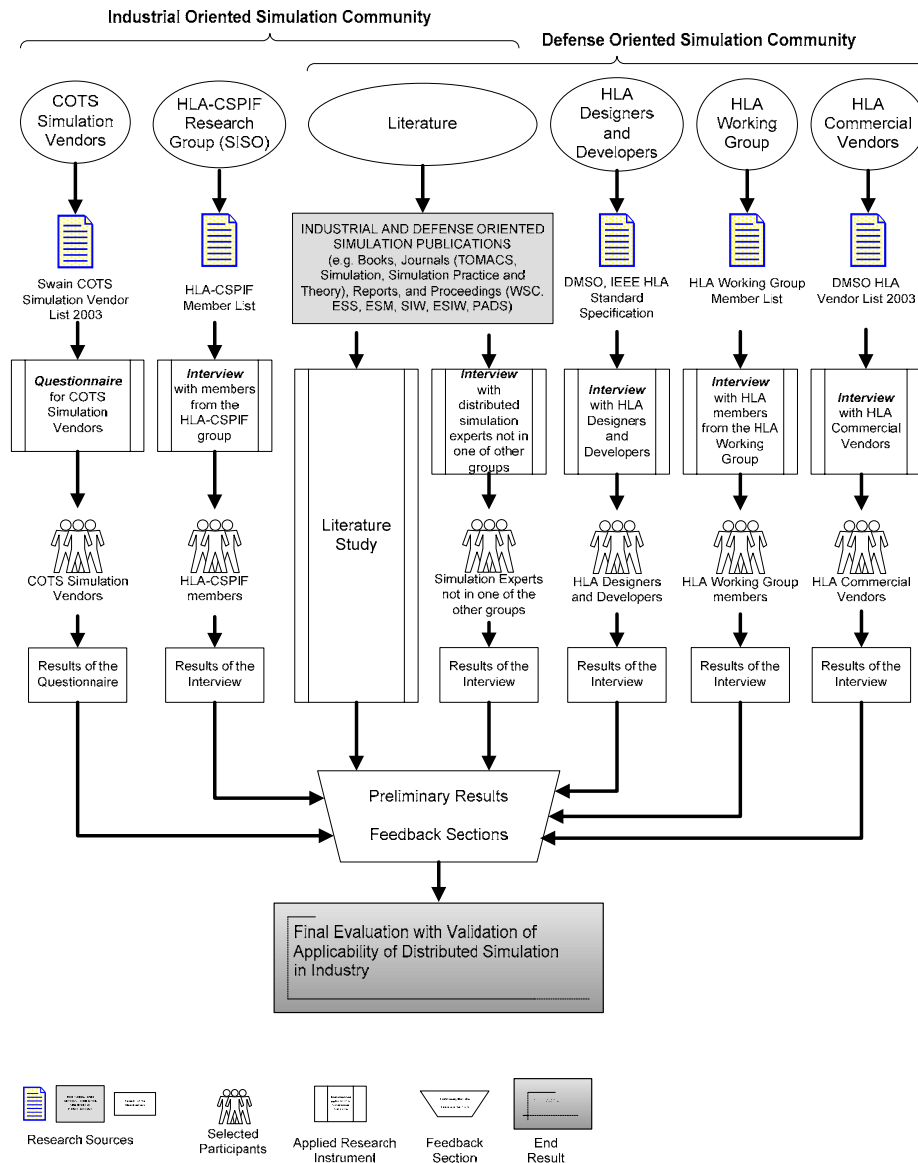 Industrial Oriented Simulation Community
Defense Oriented Simulation Community
COTS
Simulation
Vendors
HLA-CSPIF
Research
Group (SISO)
Literature
HLA
Designers
and
Developers
HLA
Working
Group
HLA
Commercial
Vendors
Swain COTS
Simulation Vendor
List 2003
HLA-CSPIF
Member List
INDUSTRIAL AND DEFENSE ORIENTED
SIMULATION PUBLICATIONS
(e.g. Books, Journals (TOMACS,
Simulation, Simulation Practice and
Theory), Reports, and Proceedings (WSC.
ESS, ESM, SIW, ESIW, PADS)
DMSO, IEEE HLA
Standard
Specification
HLA Working Group
Member List
DMSO HLA
Vendor List 2003
Questionnaire
for COTS
Simulation
Vendors
Interview
with members
from the
HLA-CSPIF
group
Literature
Study
Interview
with
distributed
simulation
experts not in
one of other
groups
Interview
with HLA
Designers
and
Developers
Interview
with HLA
members
from the HLA
Working
Group
Interview
with HLA
Commercial
Vendors
COTS Simulation
Vendors
HLA-CSPIF
members
Simulation Experts
not in one of the
other groups
HLA Designers
and Developers
HLA Working Group
members
HLA Commercial
Vendors
Results of the
Questionnaire
Results of the
Interview
Results of the
Interview
Results of the
Interview
Results of the
Interview
Results of the
Interview
Preliminary Results
Feedback Sections
Final Evaluation with Validation of
Applicability of Distributed Simulation
in Industry
Research Sources
Selected
Participants
Applied Research
Instrument
Feedback
Section
End
Result